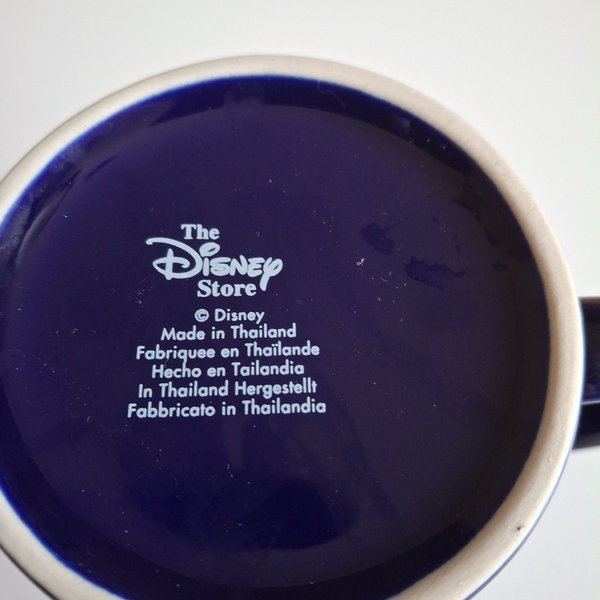 The
Disney
Store
© Disney
Made in Thailand
Fabriquee en Thaïlande
Hecho en Tailandia
In Thailand Hergestellt
Fabbricato in Thailandia